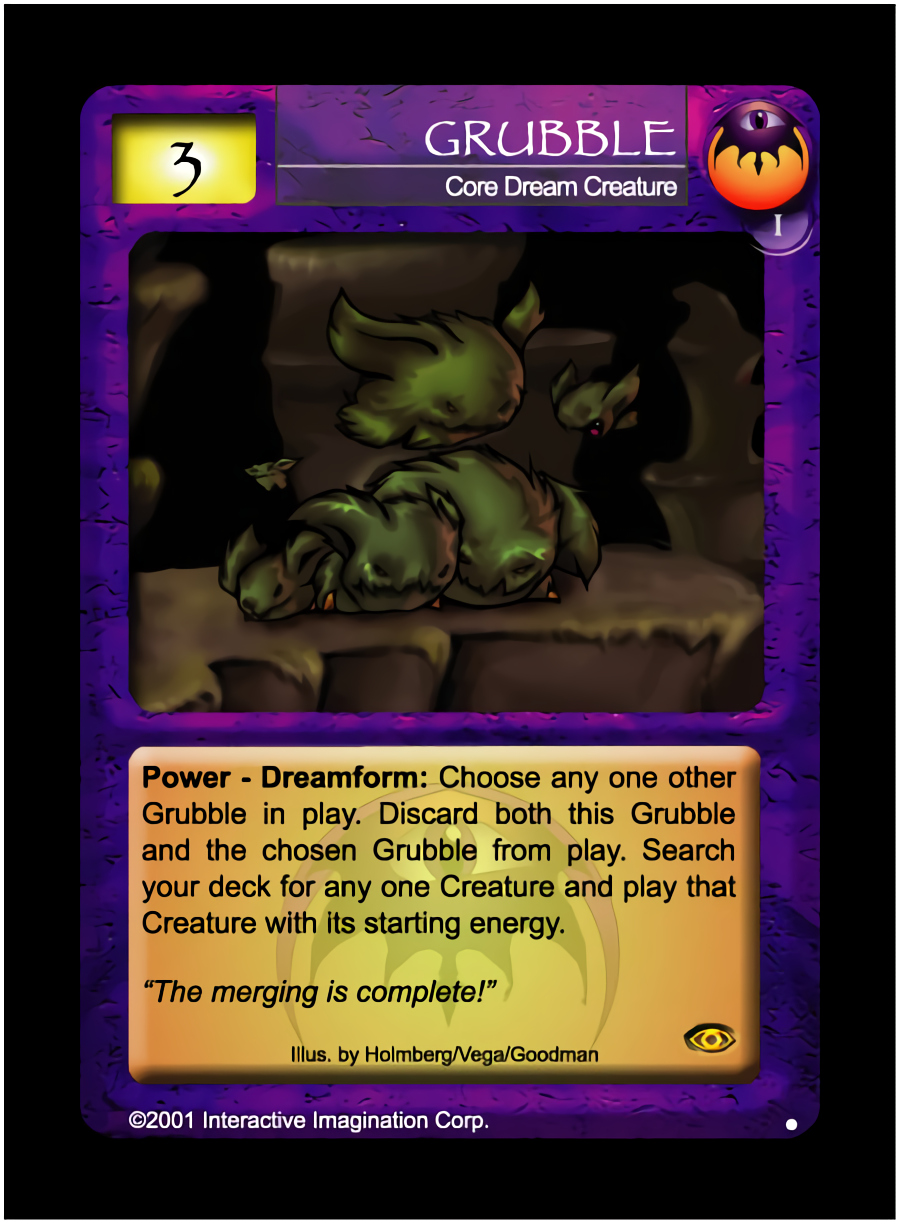 3
GRUBBLE
Core Dream Creature
I
Power - Dreamform: Choose any one other
Grubble in play. Discard both this Grubble
and the chosen Grubble from play. Search
your deck for any one Creature and play that
Creature with its starting energy.
“The merging is complete!”
Illus. by Holmberg/Vega/Goodman
©2001 Interactive Imagination Corp.